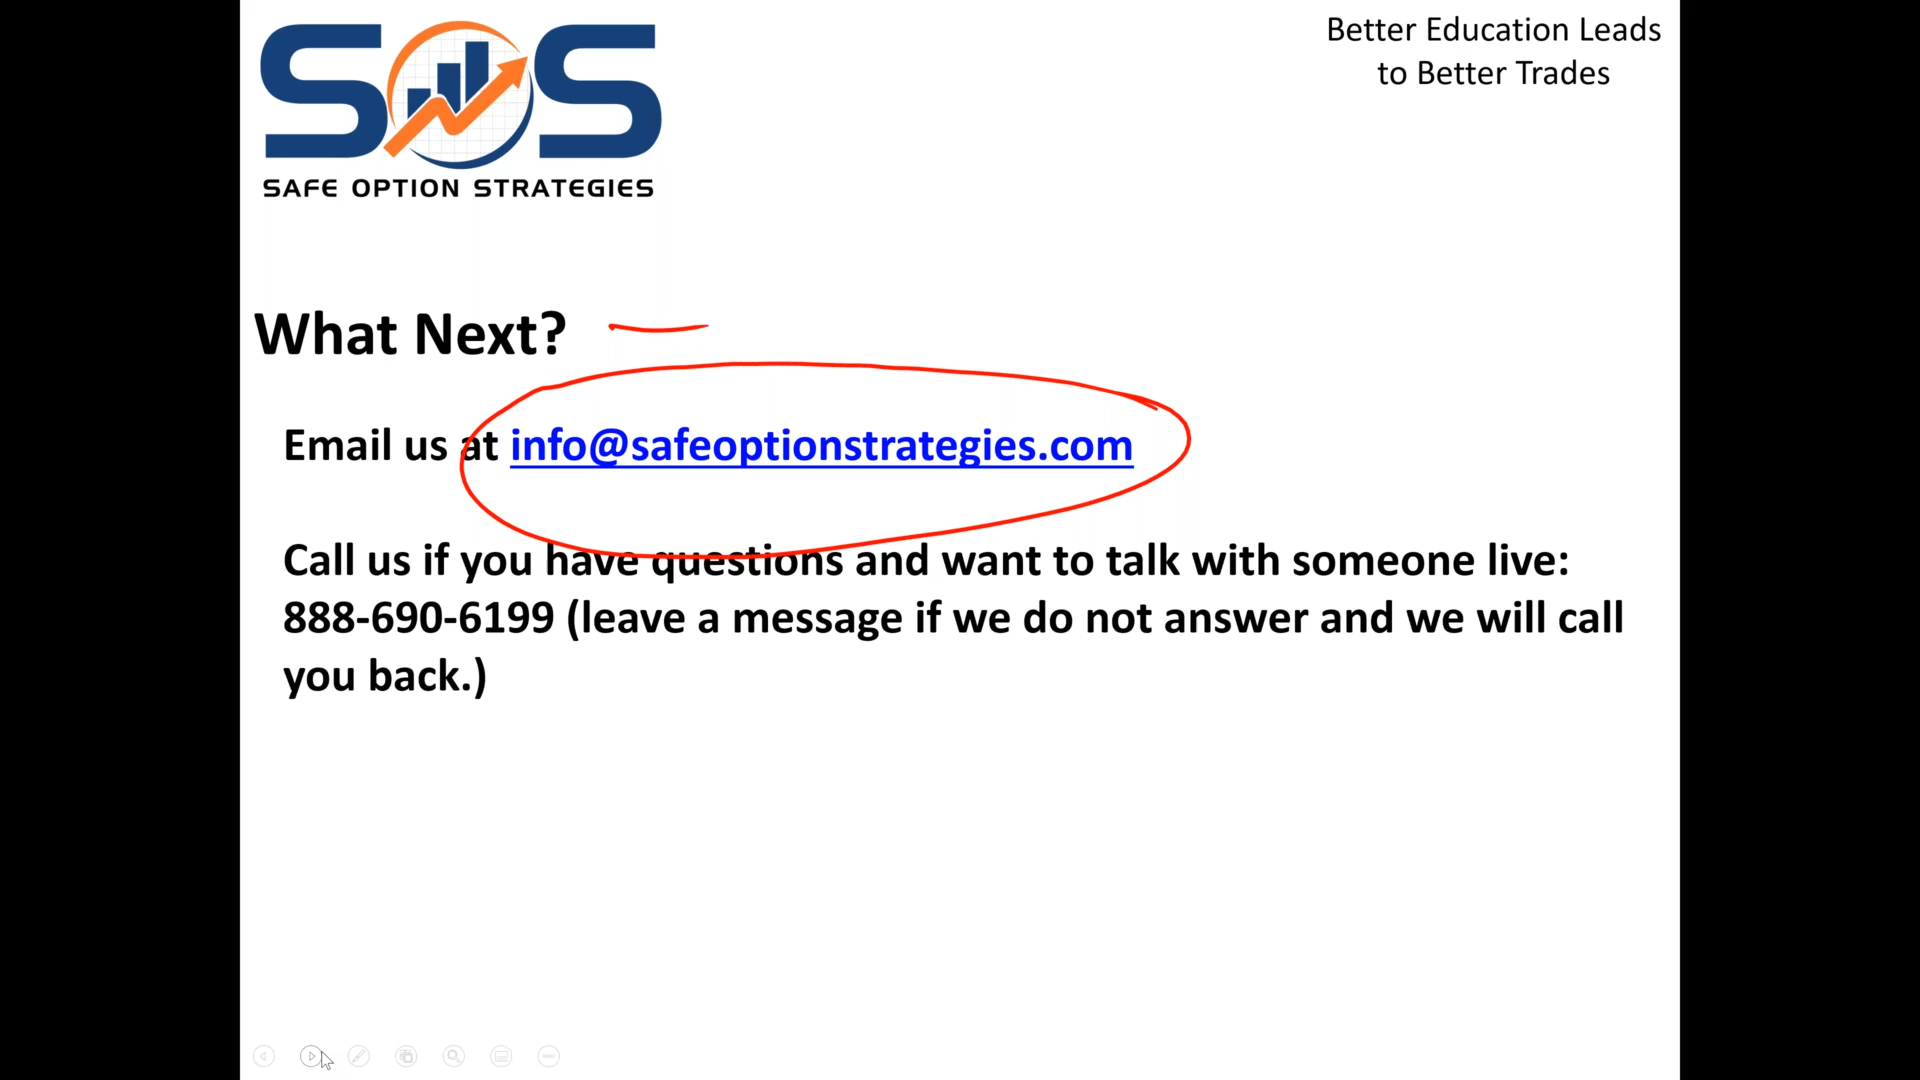 SOS
SAFE OPTION STRATEGIES
Better Education Leads
to Better Trades
What Next?
Email us at info@safeoptionstrategies.com
Call us if you have questions and want to talk with someone live:
888-690-6199 (leave a message if we do not answer and we will call
you back.)